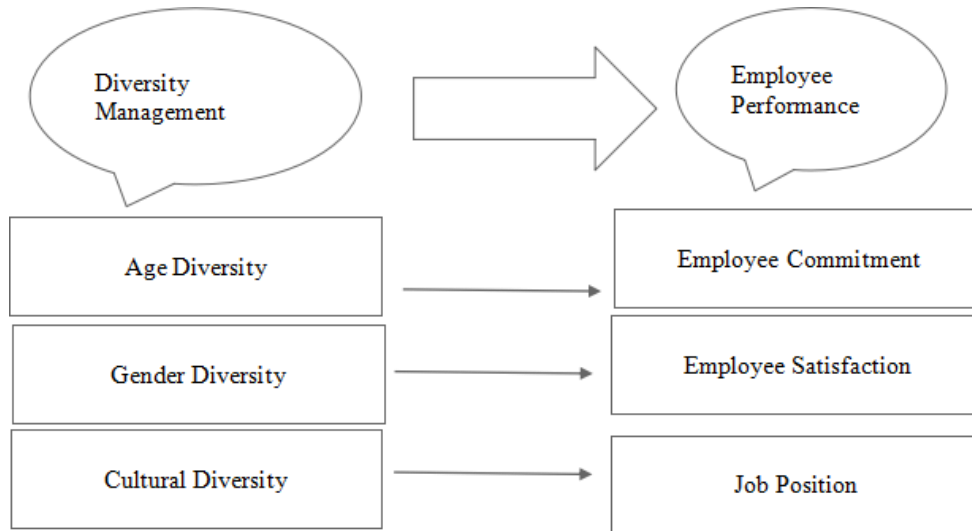 Diversity
Management
Employee
Performance
Age Diversity
Employee Commitment
Gender Diversity
Employee Satisfaction
Cultural Diversity
Job Position